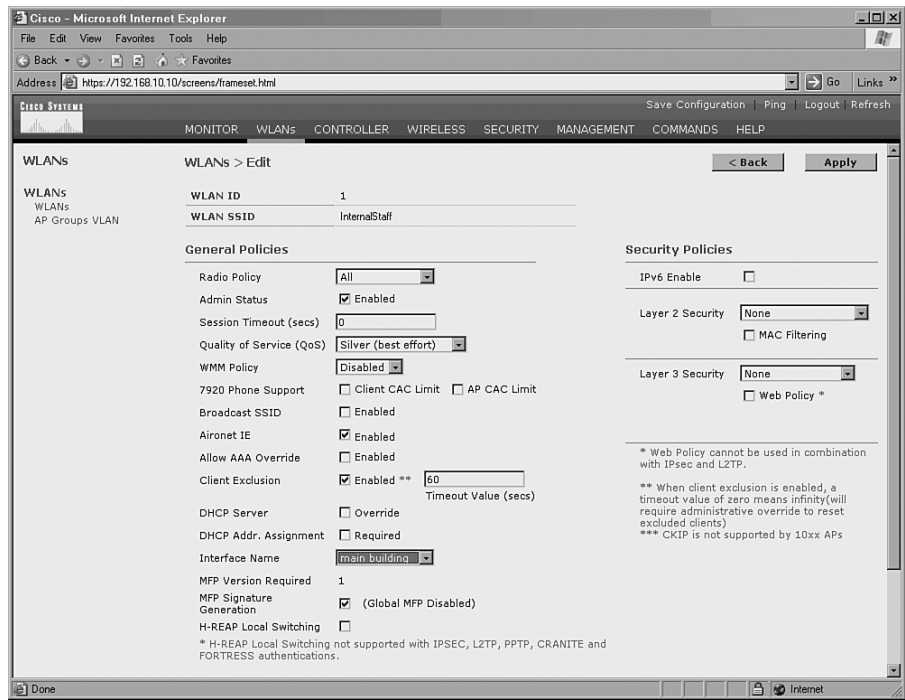 Cisco - Microsoft Internet Explorer
File Edit View Favorites Tools Help
Back Favorites
Address https://192.168.10.10/screens/frameset.html Go Links »
CISCO SYSTEMS
Save Configuration | Ping | Logout | Refresh
MONITOR WLANs CONTROLLER WIRELESS SECURITY MANAGEMENT COMMANDS HELP
WLANs
WLANs
WLANs
AP Groups VLAN
WLANs > Edit
< Back Apply
WLAN ID 1
WLAN SSID InternalStaff
General Policies
Radio Policy All
Admin Status Enabled
Session Timeout (secs) 0
Quality of Service (QoS) Silver (best effort)
WMM Policy Disabled
7920 Phone Support Client CAC Limit AP CAC Limit
Broadcast SSID Enabled
Aironet IE Enabled
Allow AAA Override Enabled
Client Exclusion Enabled ** 60
Timeout Value (secs)
DHCP Server Override
DHCP Addr. Assignment Required
Interface Name main building
MFP Version Required 1
MFP Signature
Generation (Global MFP Disabled)
H-REAP Local Switching
* H-REAP Local Switching not supported with IPSEC, L2TP, PPTP, CRANITE and
FORTRESS authentications.
Security Policies
IPv6 Enable
Layer 2 Security None
MAC Filtering
Layer 3 Security None
Web Policy *
* Web Policy cannot be used in combination
with IPsec and L2TP.
** When client exclusion is enabled, a
timeout value of zero means infinity(will
require administrative override to reset
excluded clients)
*** CKIP is not supported by 10xx APs
Done Internet